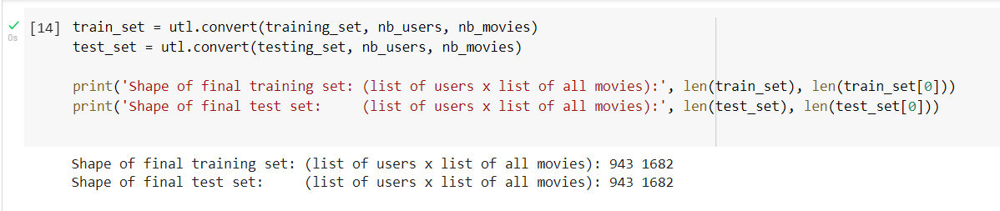 [14] train_set = utl.convert(training_set, nb_users, nb_movies)
0s test_set = utl.convert(testing_set, nb_users, nb_movies)
print('Shape of final training set: (list of users x list of all movies):', len(train_set), len(train_set[0]))
print('Shape of final test set:     (list of users x list of all movies):', len(test_set), len(test_set[0]))
Shape of final training set: (list of users x list of all movies): 943 1682
Shape of final test set:     (list of users x list of all movies): 943 1682